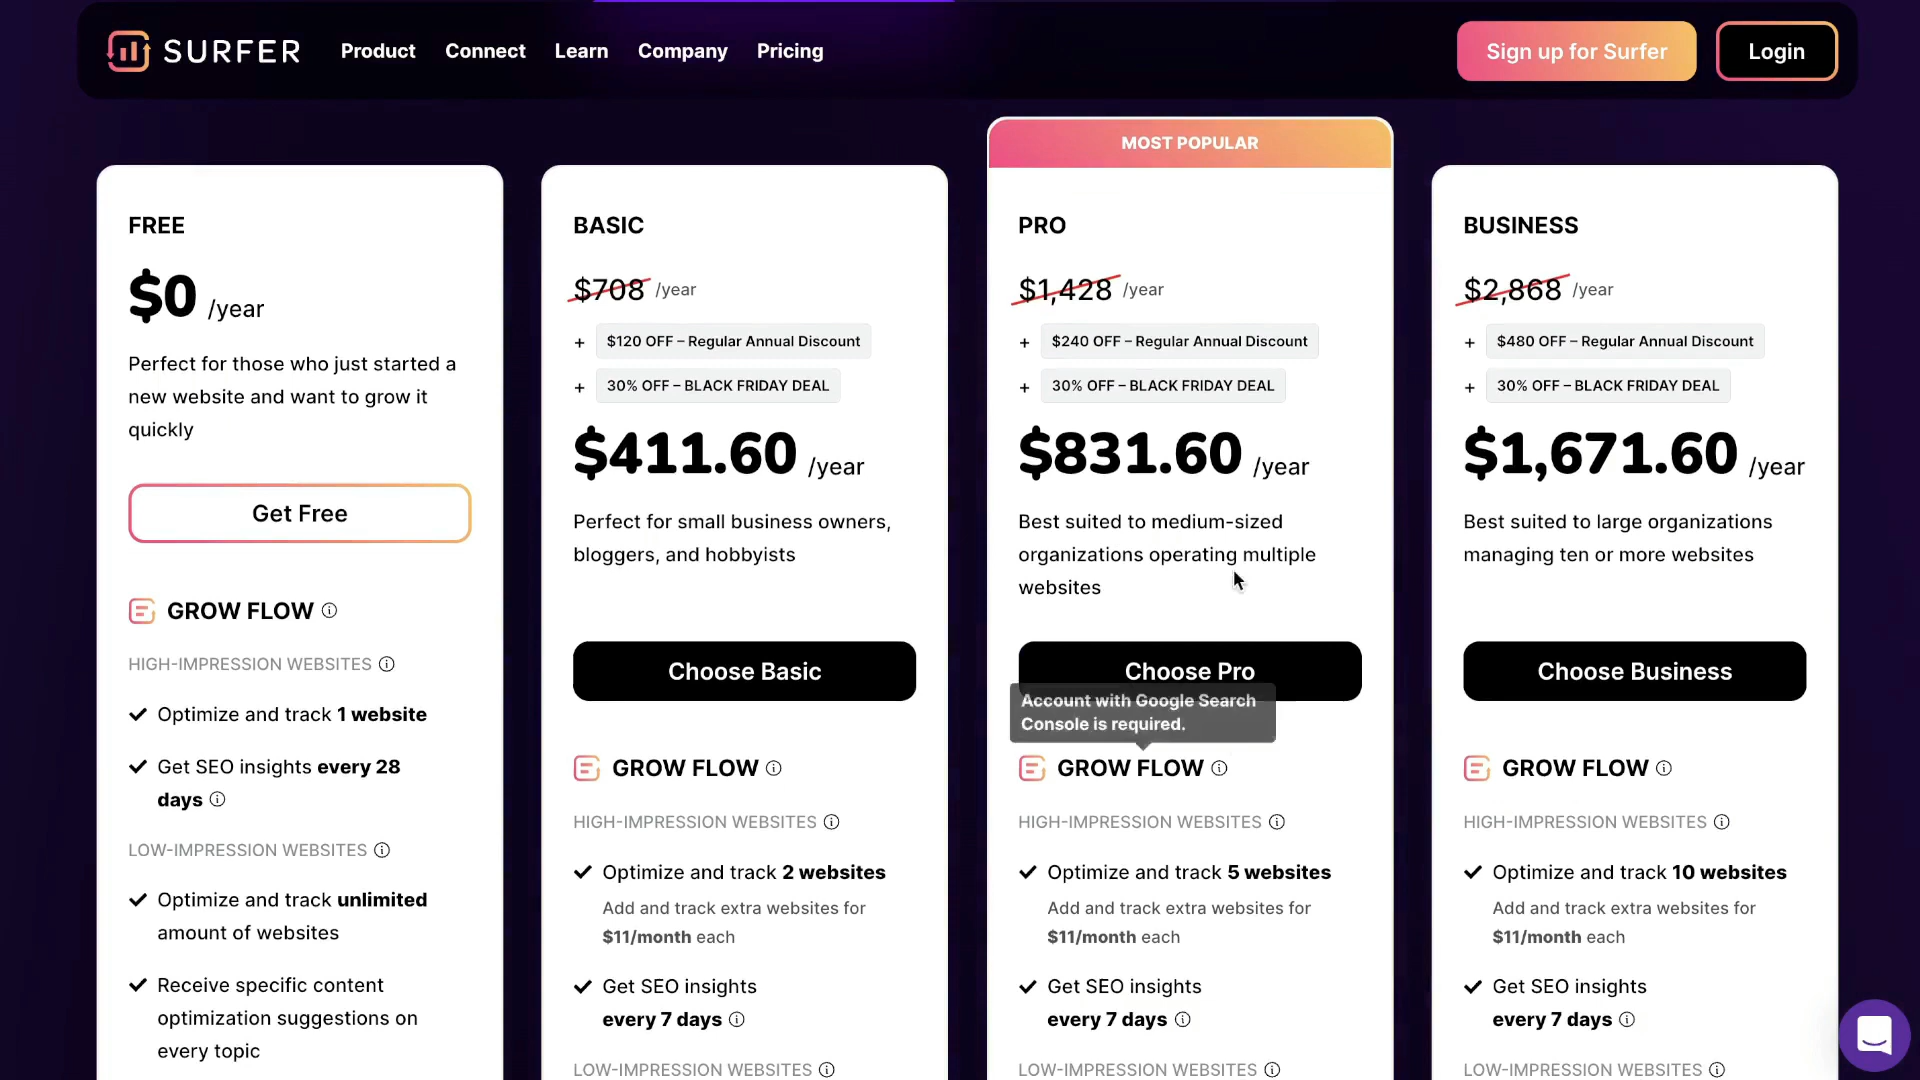 SURFER
Product
Connect
Learn
Company
Pricing
Sign up for Surfer
Login
FREE
$0 /year
Perfect for those who just started a
new website and want to grow it
quickly
Get Free
GROW FLOW
HIGH-IMPRESSION WEBSITES
Optimize and track 1 website
Get SEO insights every 28
days
LOW-IMPRESSION WEBSITES
Optimize and track unlimited
amount of websites
Receive specific content
optimization suggestions on
every topic
BASIC
$708 /year
+ $120 OFF – Regular Annual Discount
+ 30% OFF – BLACK FRIDAY DEAL
$411.60 /year
Perfect for small business owners,
bloggers, and hobbyists
Choose Basic
GROW FLOW
HIGH-IMPRESSION WEBSITES
Optimize and track 2 websites
Add and track extra websites for
$11/month each
Get SEO insights
every 7 days
LOW-IMPRESSION WEBSITES
MOST POPULAR
PRO
$1,428 /year
+ $240 OFF – Regular Annual Discount
+ 30% OFF – BLACK FRIDAY DEAL
$831.60 /year
Best suited to medium-sized
organizations operating multiple
websites
Choose Pro
Account with Google Search
Console is required.
GROW FLOW
HIGH-IMPRESSION WEBSITES
Optimize and track 5 websites
Add and track extra websites for
$11/month each
Get SEO insights
every 7 days
LOW-IMPRESSION WEBSITES
BUSINESS
$2,868 /year
+ $480 OFF – Regular Annual Discount
+ 30% OFF – BLACK FRIDAY DEAL
$1,671.60 /year
Best suited to large organizations
managing ten or more websites
Choose Business
GROW FLOW
HIGH-IMPRESSION WEBSITES
Optimize and track 10 websites
Add and track extra websites for
$11/month each
Get SEO insights
every 7 days
LOW-IMPRESSION WEBSITES